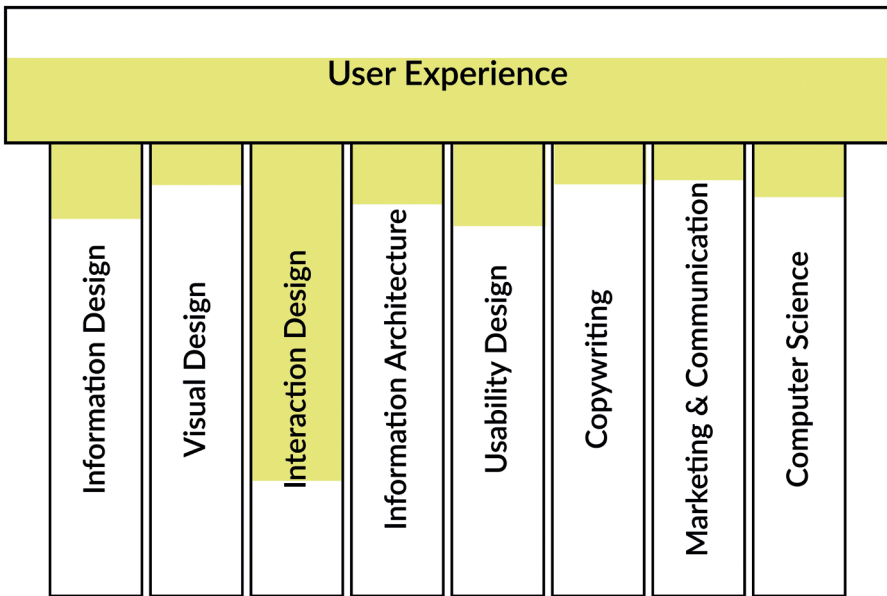 User Experience
Information Design
Visual Design
Interaction Design
Information Architecture
Usability Design
Copywriting
Marketing & Communication
Computer Science